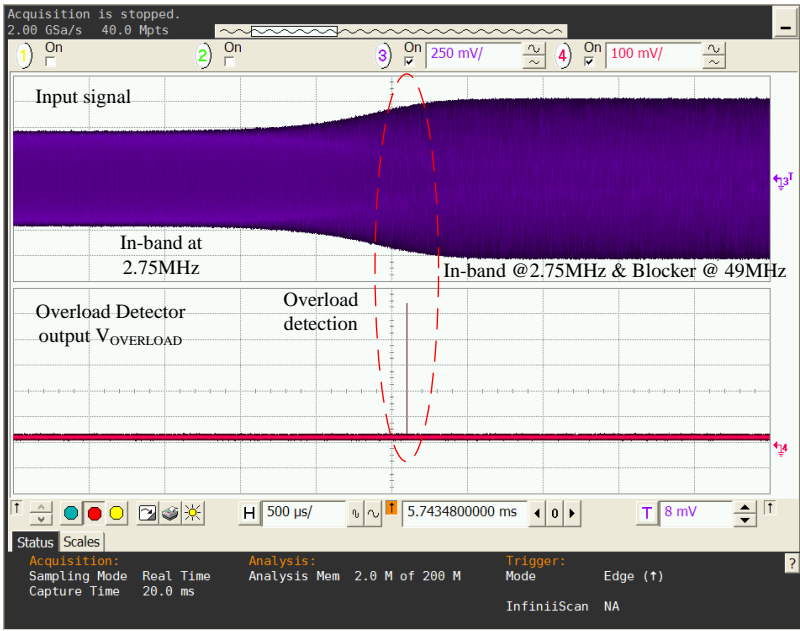 Acquisition is stopped.
2.00 GSa/s 40.0 Mpts
1 On 2 On 3 On 250 mV/ 4 On 100 mV/
Input signal
3T
In-band at
2.75MHz
In-band @2.75MHz & Blocker @ 49MHz
Overload Detector
output VOVERLOAD
Overload
detection
4
H 500 µs/ 5.7434800000 ms 0 T 8 mV
Status Scales
Acquisition: Analysis: Trigger:
Sampling Mode Real Time Analysis Mem 2.0 M of 200 M Mode Edge (↑)
Capture Time 20.0 ms
InfiniiScan NA
?